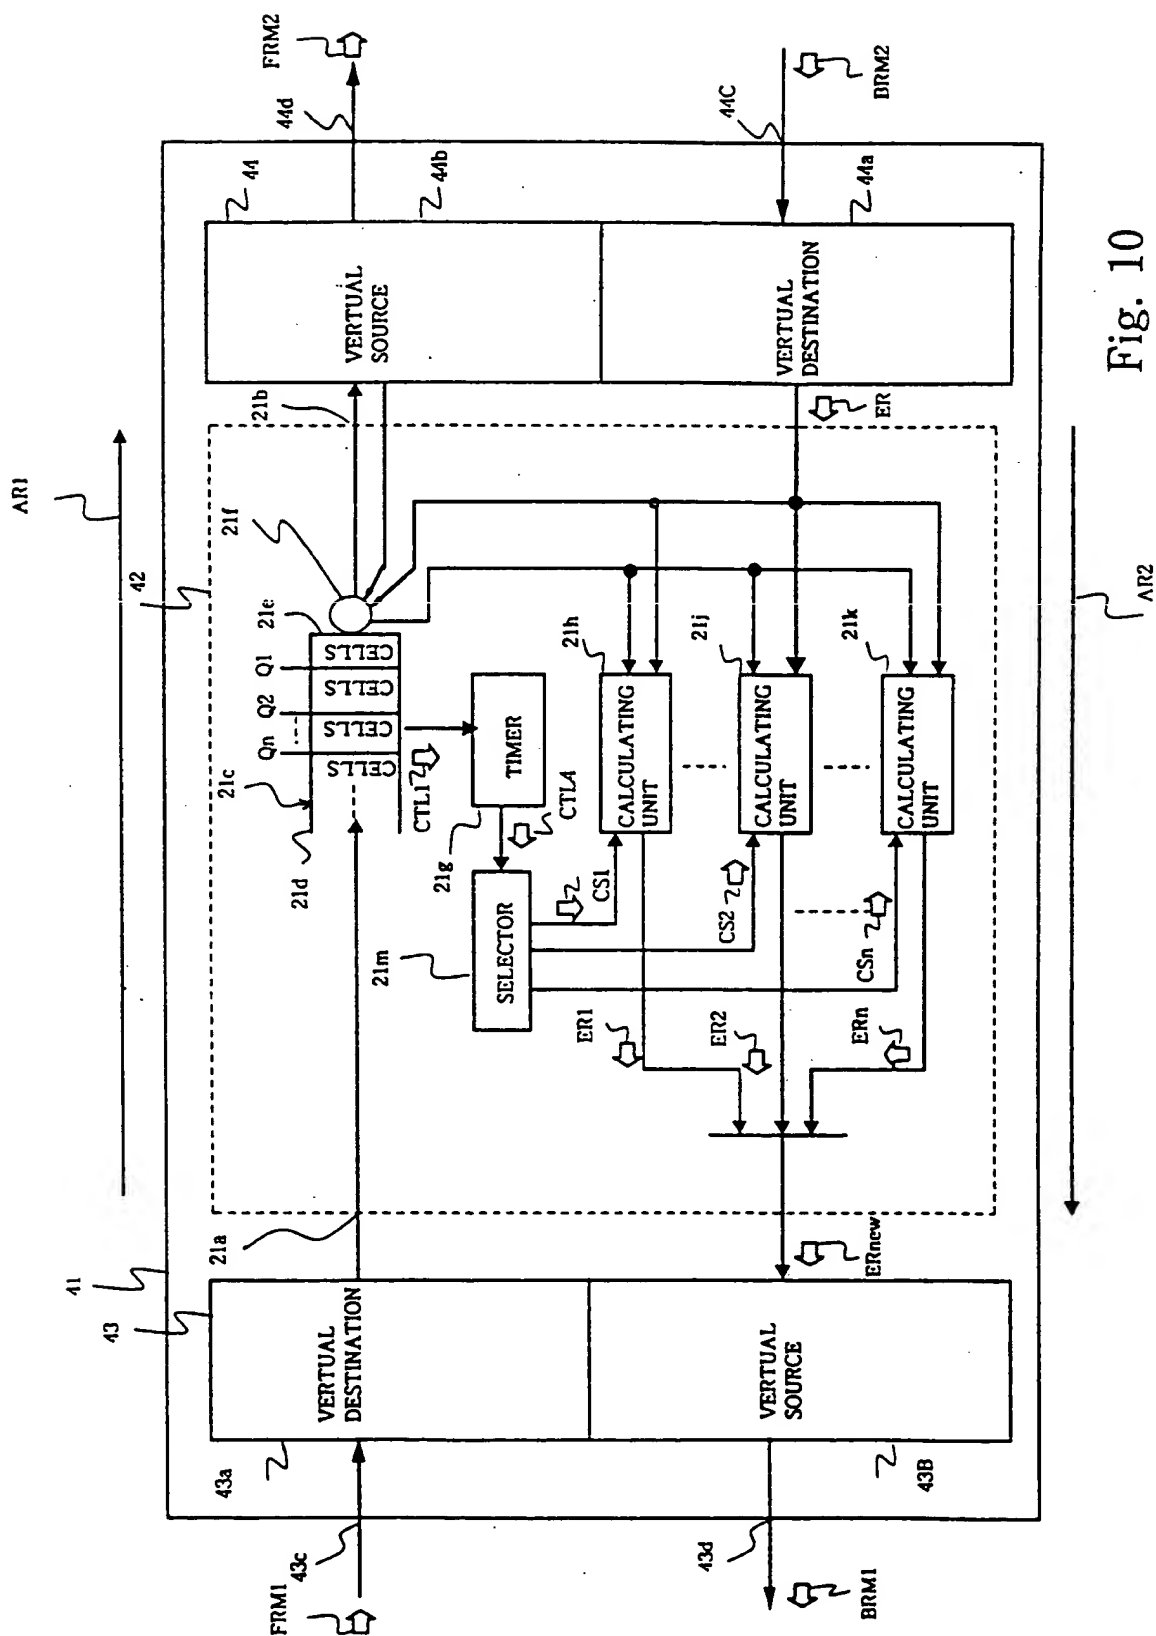 AR1
AR2
41
42
43
43a
43B
43c
43d
FRM1
BRM1
VERTUAL
DESTINATION
VERTUAL
SOURCE
44
44b
44a
44d
44C
FRM2
BRM2
VERTUAL
SOURCE
VERTUAL
DESTINATION
21a
21b
21c
21d
21e
21f
Qn
Q2
Q1
CELLS
CELLS
CELLS
CELLS
CTL1
TIMER
21g
CTL4
SELECTOR
21m
CS1
CS2
CSn
CALCULATING
UNIT
21h
CALCULATING
UNIT
21j
CALCULATING
UNIT
21k
ER
ER1
ER2
ERn
ERnew
Fig. 10